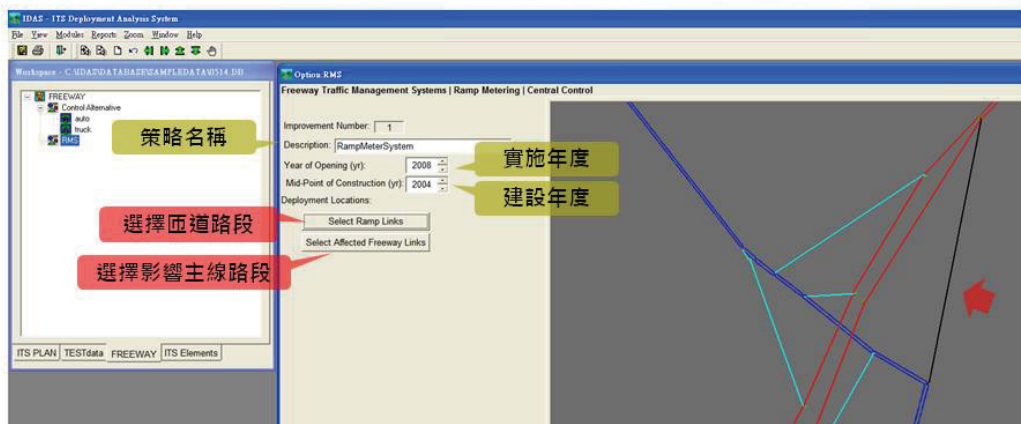 IDAS - ITS Deployment Analysis System
File View Modules Reports Zoom Window Help
Workspace - C:\IDAS\DATABASE\SAMPLEDATA\0514.DB
FREEWAY
Control Alternative
auto
truck
RMS
ITS PLAN TESTdata FREEWAY ITS Elements
Option: RMS
Freeway Traffic Management Systems | Ramp Metering | Central Control
Improvement Number: 1
策略名稱
Description: RampMeterSystem
Year of Opening (yr): 2008
實施年度
Mid-Point of Construction (yr): 2004
建設年度
Deployment Locations:
選擇匝道路段
Select Ramp Links
Select Affected Freeway Links
選擇影響主線路段